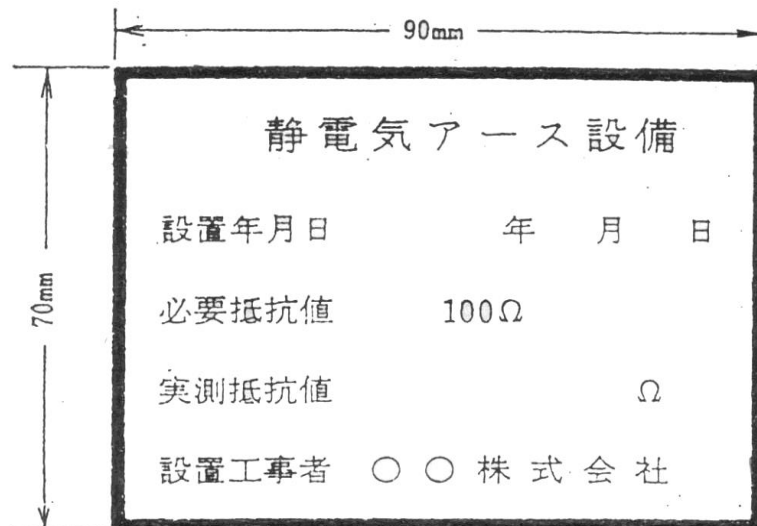 90mm
70mm
静電気アース設備
設置年月日 年 月 日
必要抵抗値 100Ω
実測抵抗値 Ω
設置工事者 ○○株式会社